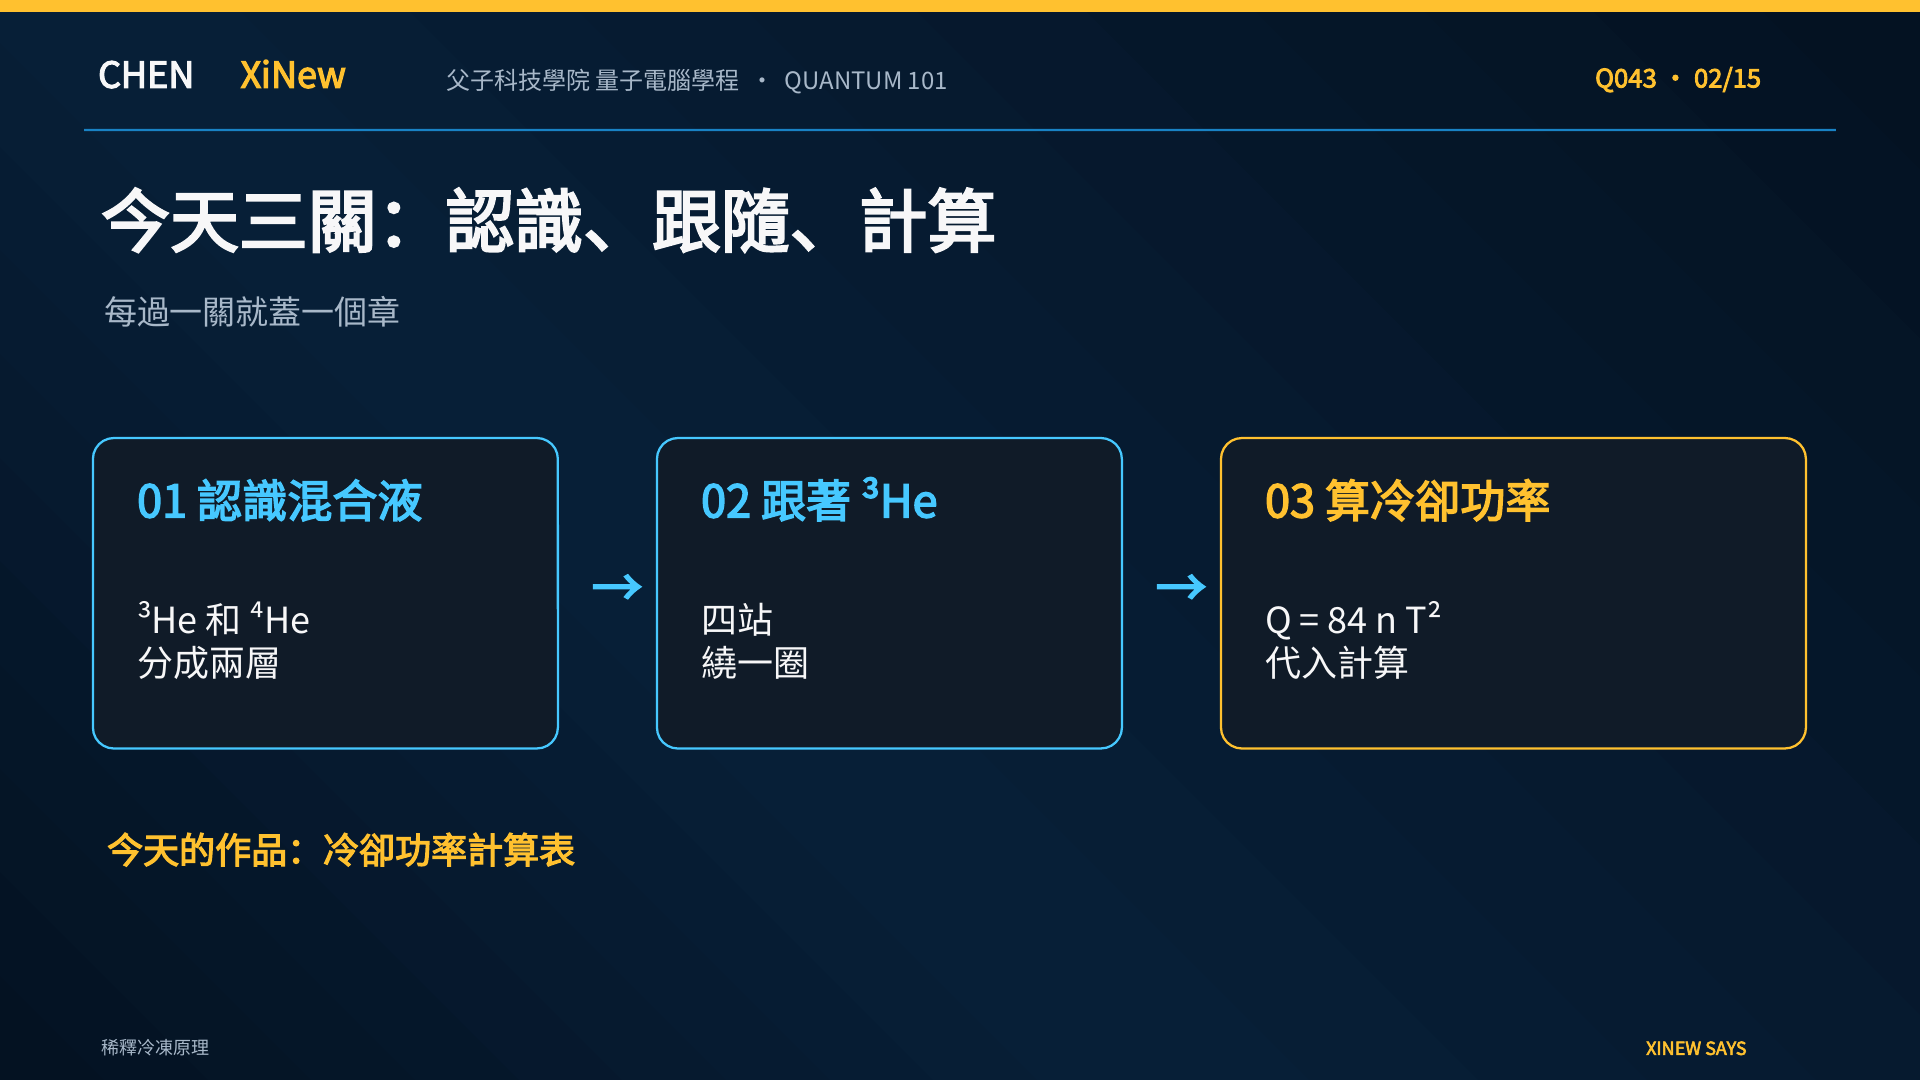 CHEN XiNew 父子科技學院 量子電腦學程 · QUANTUM 101 Q043 · 02/15
今天三關：認識、跟隨、計算
每過一關就蓋一個章
01 認識混合液
³He 和 ⁴He
分成兩層
→
02 跟著 ³He
四站
繞一圈
→
03 算冷卻功率
Q = 84 n T²
代入計算
今天的作品：冷卻功率計算表
稀釋冷凍原理
XINEW SAYS